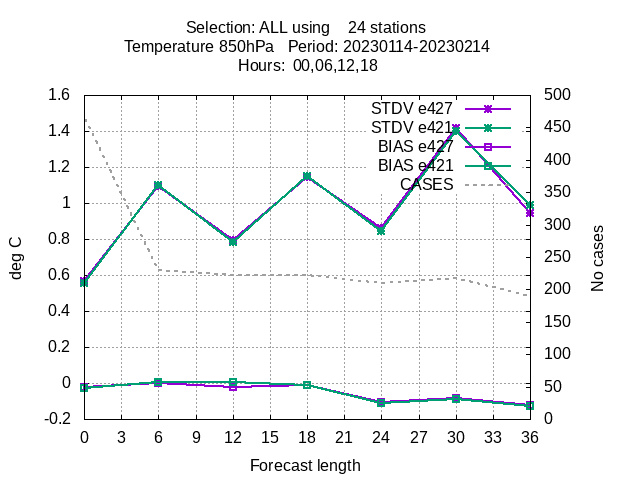 Selection: ALL using 24 stations
Temperature 850hPa Period: 20230114-20230214
Hours: 00,06,12,18
1.6 500
STDV e427
1.4 STDV e421 450
BIAS e427 400
1.2 BIAS e421
CASES 350
1 300
0.8 250
deg C
No cases
0.6 200
0.4 150
0.2 100
0 50
-0.2 0
0 3 6 9 12 15 18 21 24 27 30 33 36
Forecast length